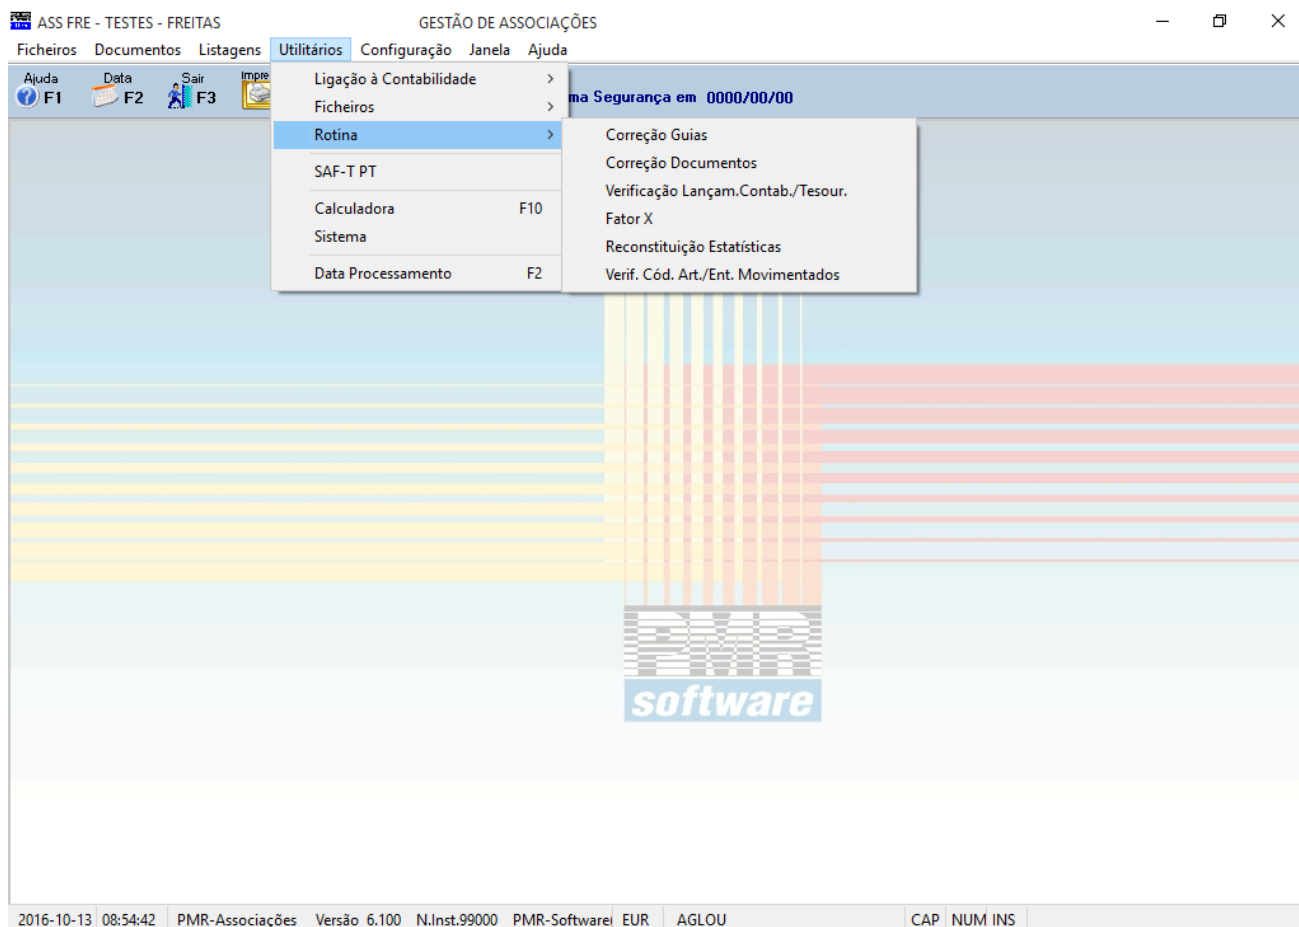 ASS FRE - TESTES - FREITAS GESTÃO DE ASSOCIAÇÕES
Ficheiros Documentos Listagens Utilitários Configuração Janela Ajuda
Ajuda F1 Data F2 Sair F3 Impre
ma Segurança em 0000/00/00
Ligação à Contabilidade
Ficheiros
Rotina
SAF-T PT
Calculadora F10
Sistema
Data Processamento F2
Correção Guias
Correção Documentos
Verificação Lançam.Contab./Tesour.
Fator X
Reconstituição Estatísticas
Verif. Cód. Art./Ent. Movimentados
PMR
software
2016-10-13 08:54:42 PMR-Associações Versão 6.100 N.Inst.99000 PMR-Software( EUR AGLOU CAP NUM INS